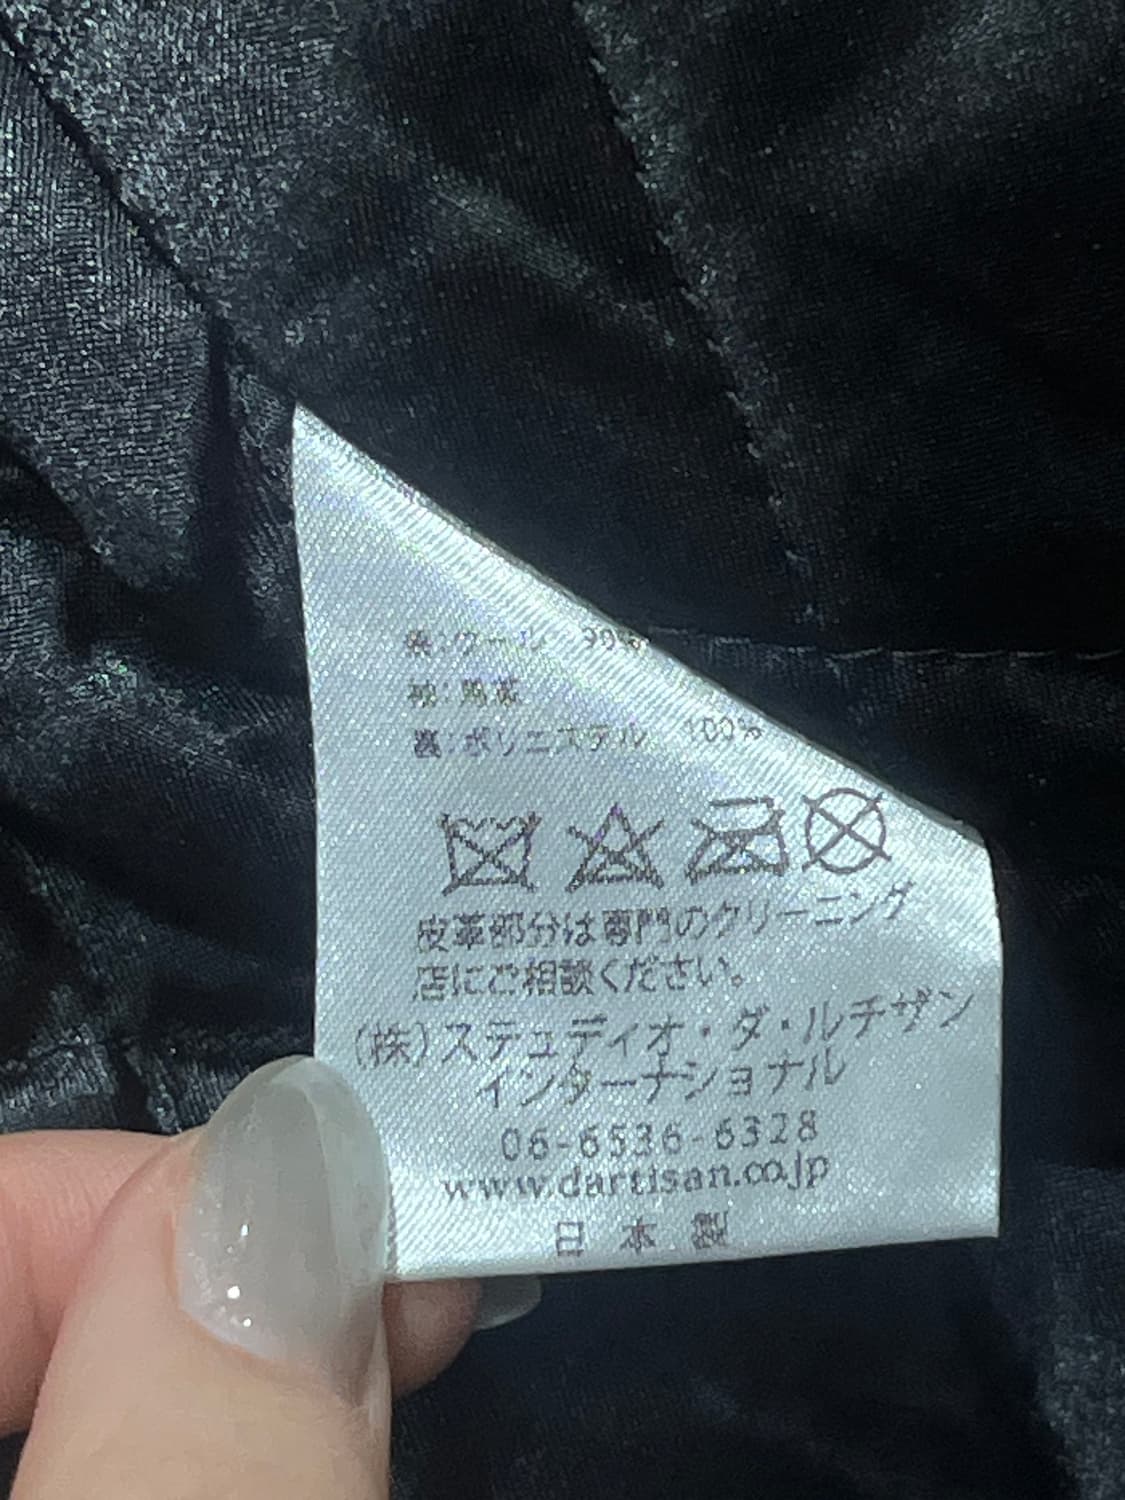 表:ウール 90%
袖:馬革
裏:ポリエステル 100%
皮革部分は専門のクリーニング
店にご相談ください。
(株)ステュディオ・ダ・ルチザン
インターナショナル
06-6536-6328
www.dartisan.co.jp
日本製